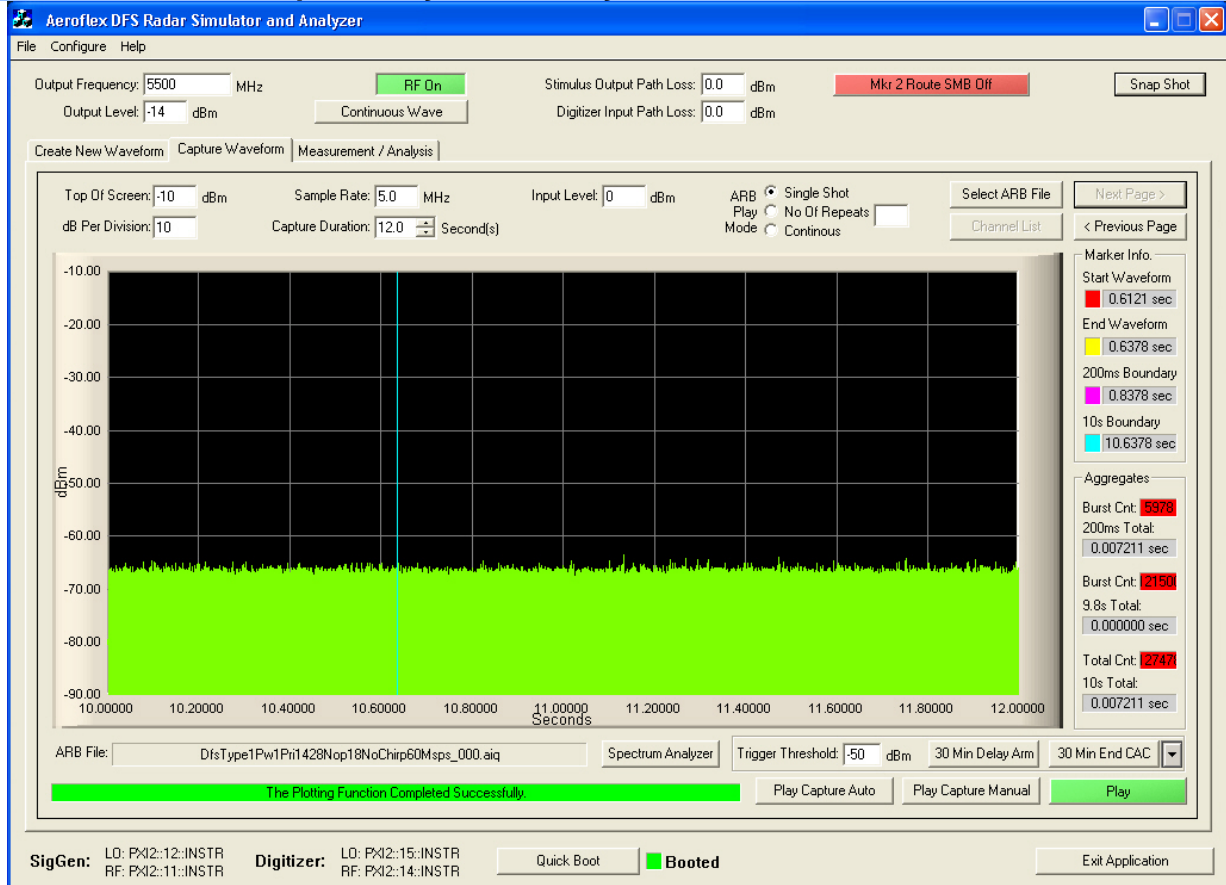 Aeroflex DFS Radar Simulator and Analyzer
File Configure Help
Output Frequency: 5500 MHz
RF On
Stimulus Output Path Loss: 0.0 dBm
Mkr 2 Route SMB Off
Snap Shot
Output Level: -14 dBm
Continuous Wave
Digitizer Input Path Loss: 0.0 dBm
Create New Waveform Capture Waveform Measurement / Analysis
Top Of Screen: -10 dBm
Sample Rate: 5.0 MHz
Input Level: 0 dBm
ARB Play Mode
Single Shot
No Of Repeats
Continous
Select ARB File
Next Page >
dB Per Division: 10
Capture Duration: 12.0 Second(s)
Channel List
< Previous Page
-10.00
-20.00
-30.00
-40.00
-50.00
-60.00
-70.00
-80.00
-90.00
dBm
10.00000 10.20000 10.40000 10.60000 10.80000 11.00000 11.20000 11.40000 11.60000 11.80000 12.00000
Seconds
Marker Info.
Start Waveform
0.6121 sec
End Waveform
0.6378 sec
200ms Boundary
0.8378 sec
10s Boundary
10.6378 sec
Aggregates
Burst Cnt: 5978
200ms Total:
0.007211 sec
Burst Cnt:
9.8s Total:
0.000000 sec
Total Cnt:
10s Total:
0.007211 sec
ARB File: DfsType1Pw1Pri1428Nop18NoChirp60Msps_000.aiq
Spectrum Analyzer
Trigger Threshold: -50 dBm
30 Min Delay Arm
30 Min End CAC
The Plotting Function Completed Successfully.
Play Capture Auto
Play Capture Manual
Play
SigGen: LO: PXI2::12::INSTR
RF: PXI2::11::INSTR
Digitizer: LO: PXI2::15::INSTR
RF: PXI2::14::INSTR
Quick Boot
Booted
Exit Application